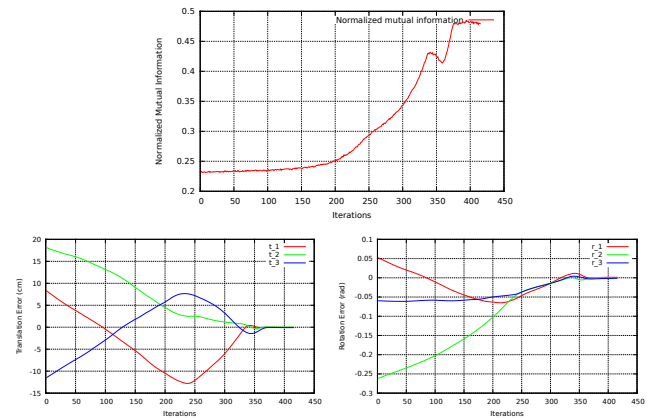 0.5
Normalized mutual information
0.45
0.4
0.35
0.3
0.25
0.2
Normalized Mutual Information
0 50 100 150 200 250 300 350 400 450
Iterations
20
15
10
5
0
-5
-10
-15
Translation Error (cm)
t_1
t_2
t_3
0 50 100 150 200 250 300 350 400 450
Iterations
0.1
0.05
0
-0.05
-0.1
-0.15
-0.2
-0.25
-0.3
Rotation Error (rad)
r_1
r_2
r_3
0 50 100 150 200 250 300 350 400 450
Iterations